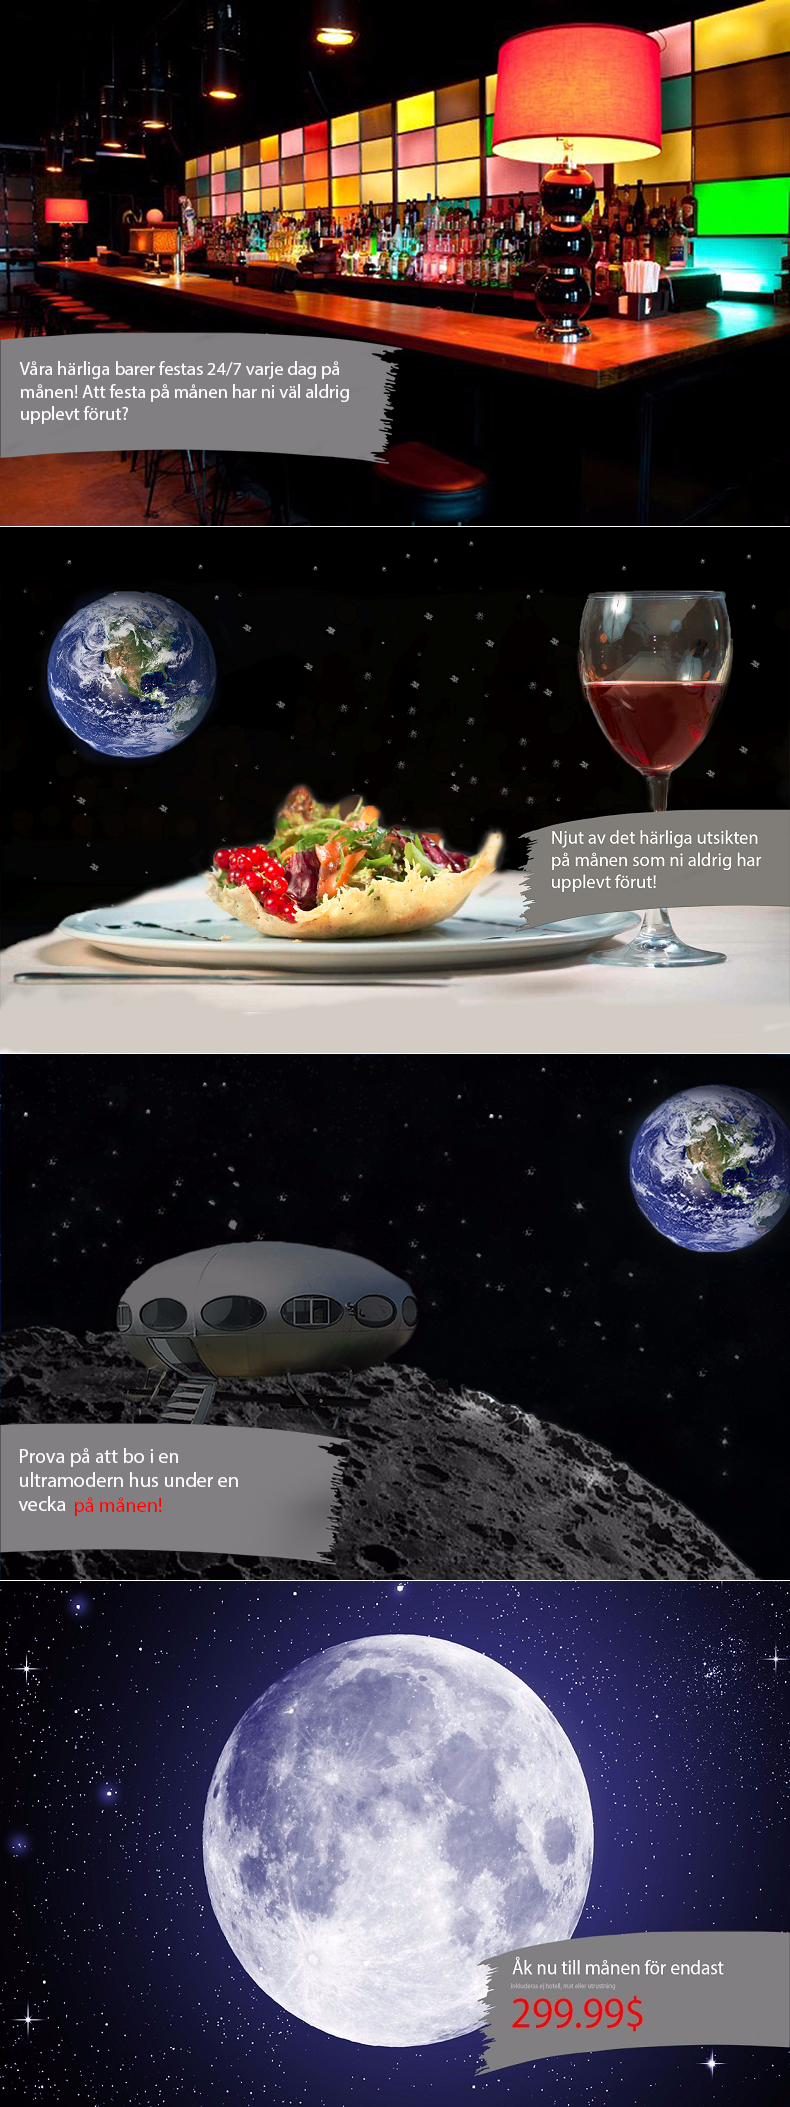 Våra härliga barer festas 24/7 varje dag på
månen! Att festa på månen har ni väl aldrig
upplevt förut?
Njut av det härliga utsikten
på månen som ni aldrig har
upplevt förut!
Prova på att bo i en
ultramodern hus under en
vecka på månen!
Åk nu till månen för endast
Inkluderas ej hotell, mat eller utrustning
299.99$